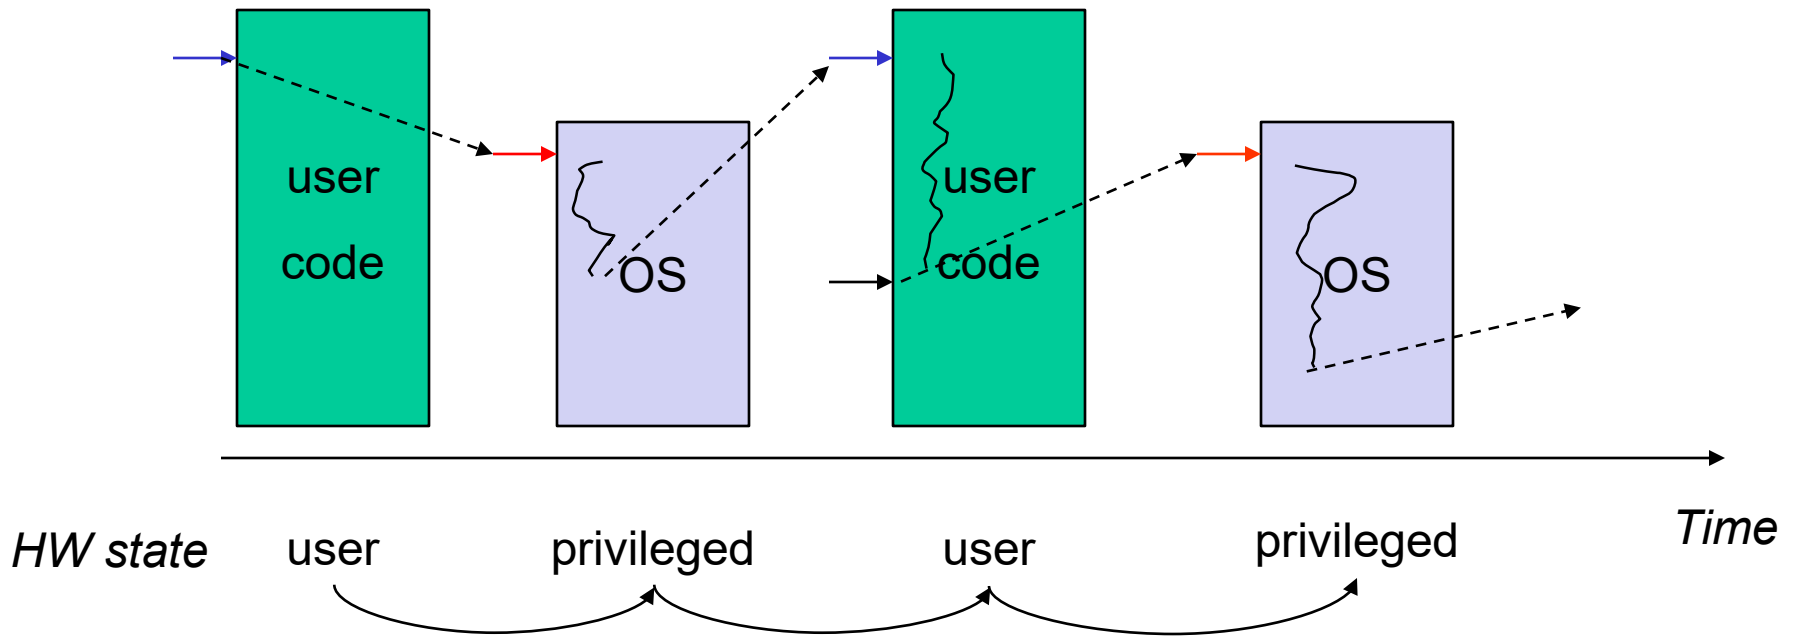 user
code
OS
user
code
OS
Time
HW state
user
privileged
user
privileged